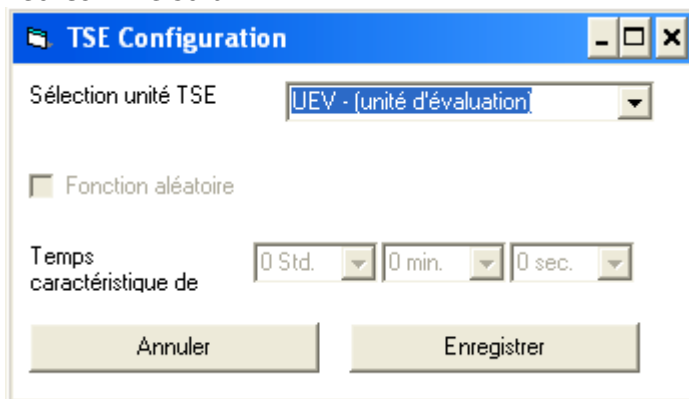 TSE Configuration
Sélection unité TSE
UEV - (unité d'évaluation)
Fonction aléatoire
Temps
caractéristique de
0 Std.
0 min.
0 sec.
Annuler
Enregistrer